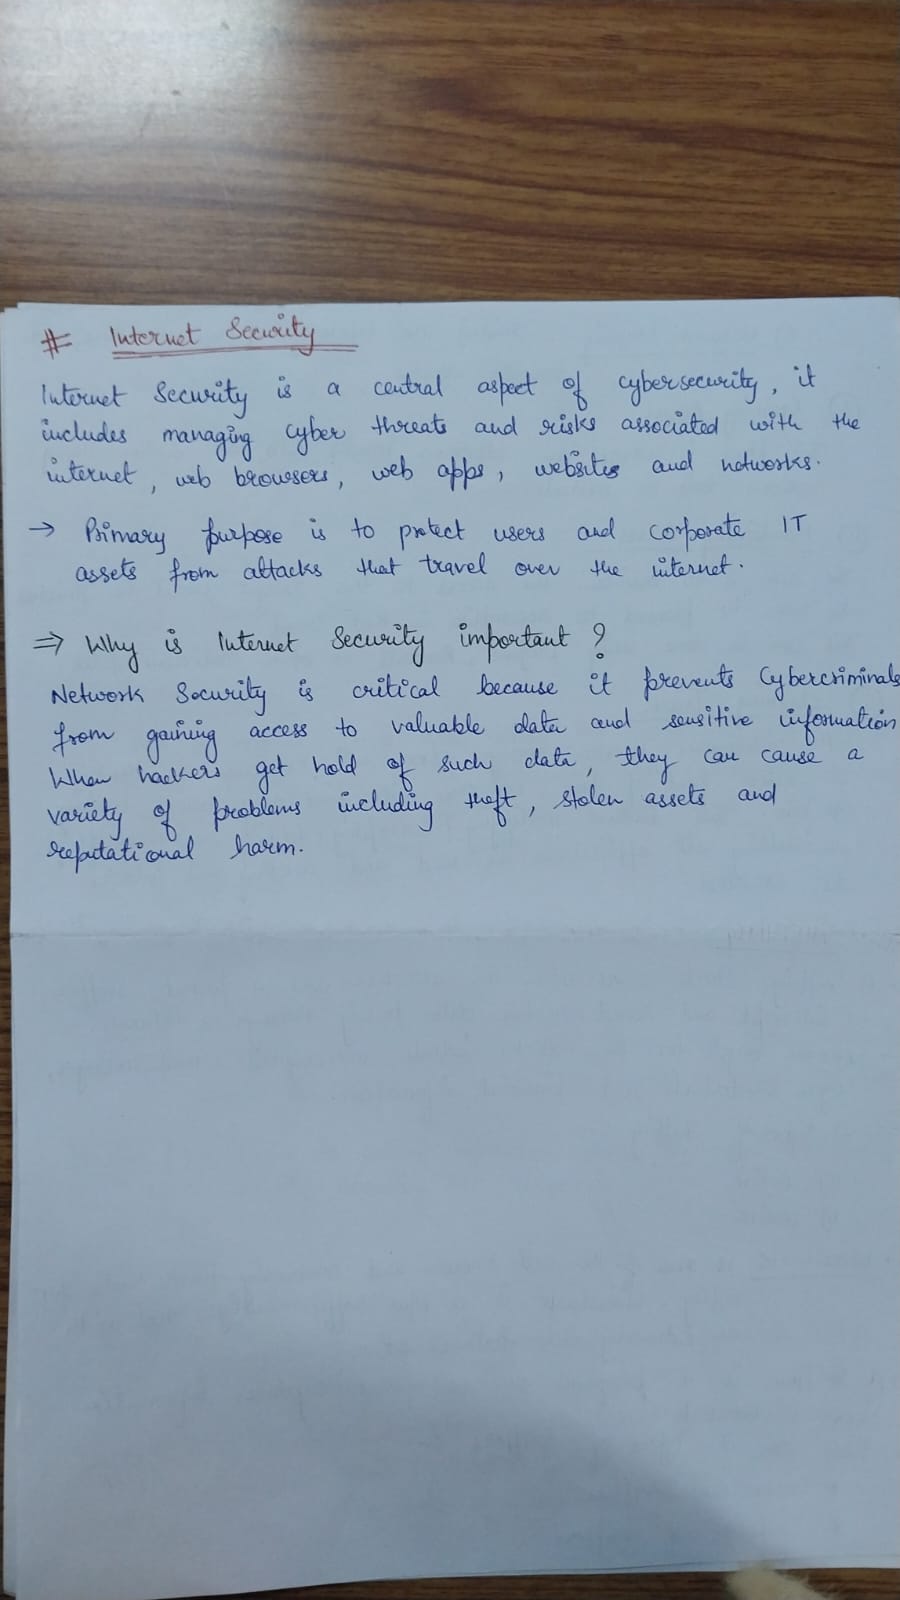 # Internet Security
Internet Security is a central aspect of cybersecurity, it
includes managing cyber threats and risks associated with the
internet, web browsers, web apps, websites and networks.
→ Primary purpose is to protect users and corporate IT
assets from attacks that travel over the internet.
⇒ Why is Internet Security important?
Network Security is critical because it prevents Cybercriminals
from gaining access to valuable data and sensitive information
When hackers get hold of such data, they can cause a
variety of problems including theft, stolen assets and
reputational harm.